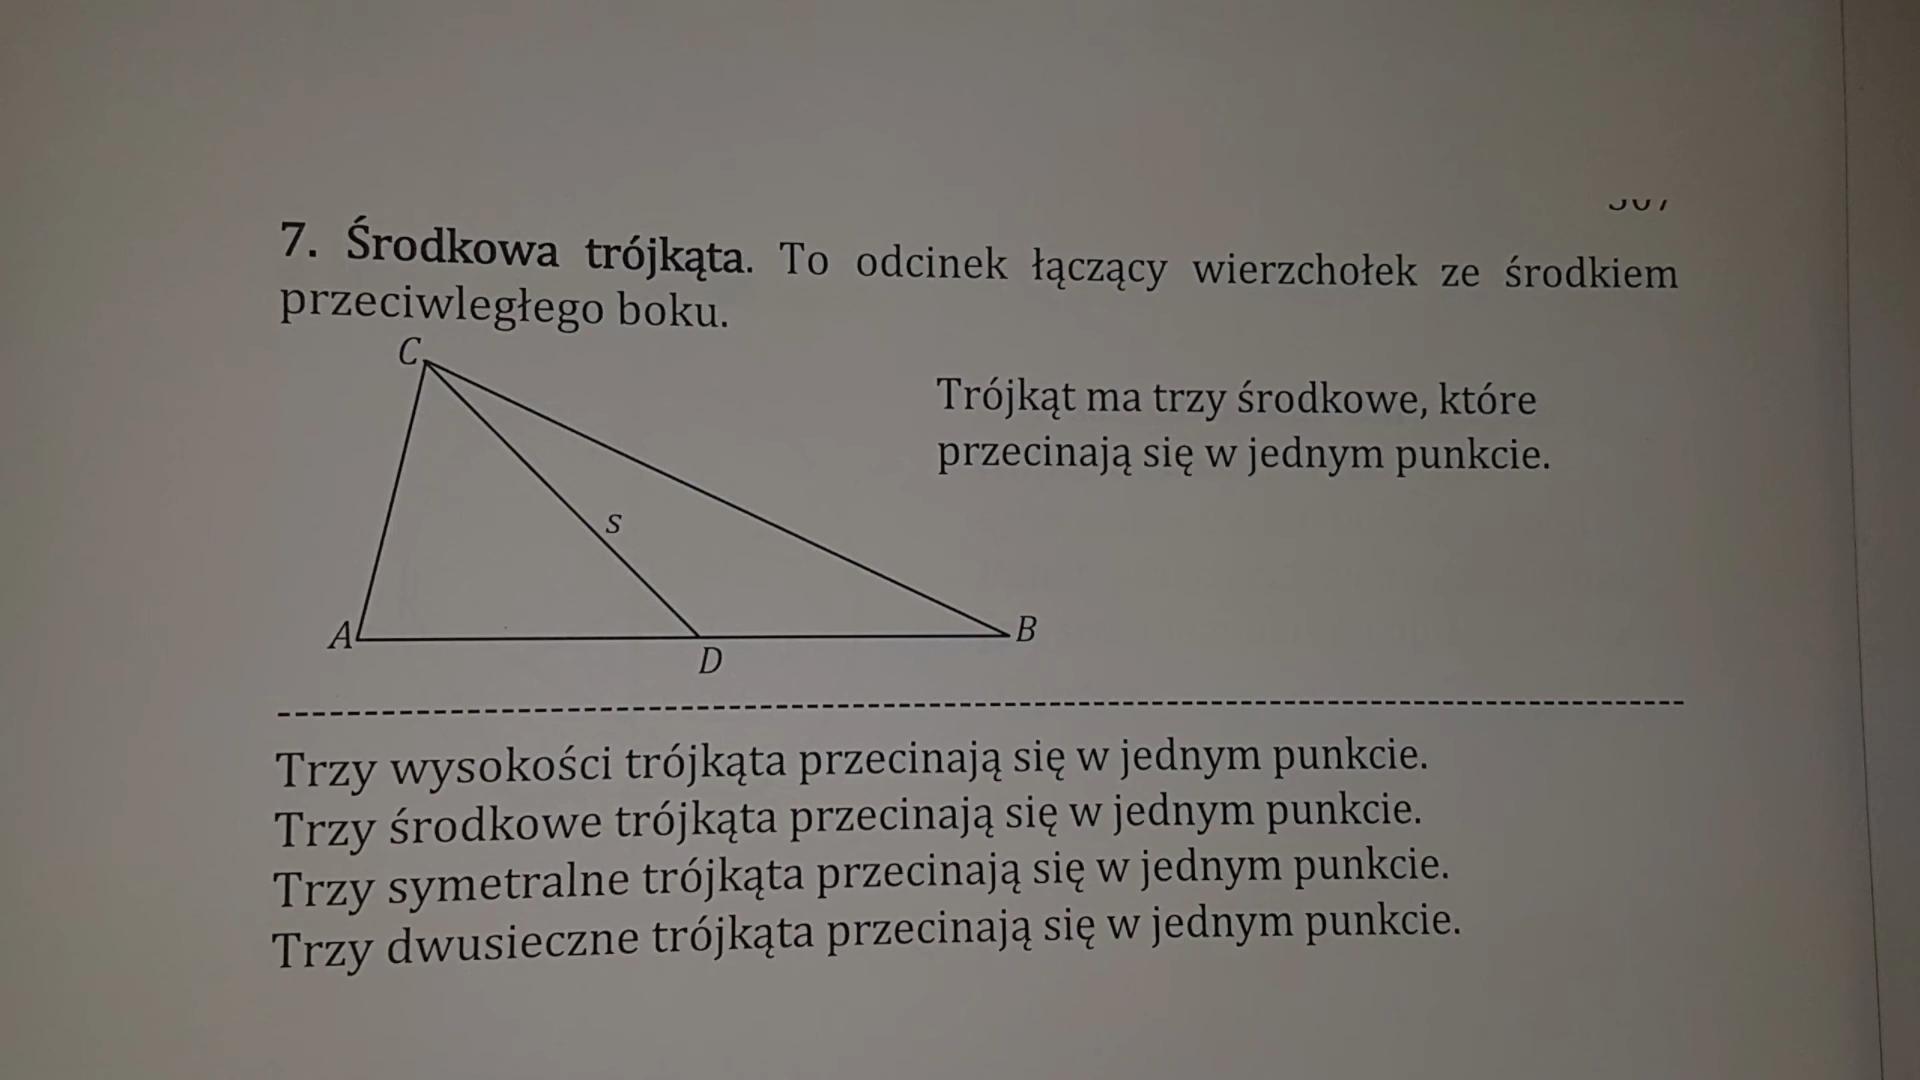 7. Środkowa trójkąta. To odcinek łączący wierzchołek ze środkiem
przeciwległego boku.
C
Trójkąt ma trzy środkowe, które
przecinają się w jednym punkcie.
s
A
B
D
Trzy wysokości trójkąta przecinają się w jednym punkcie.
Trzy środkowe trójkąta przecinają się w jednym punkcie.
Trzy symetralne trójkąta przecinają się w jednym punkcie.
Trzy dwusieczne trójkąta przecinają się w jednym punkcie.